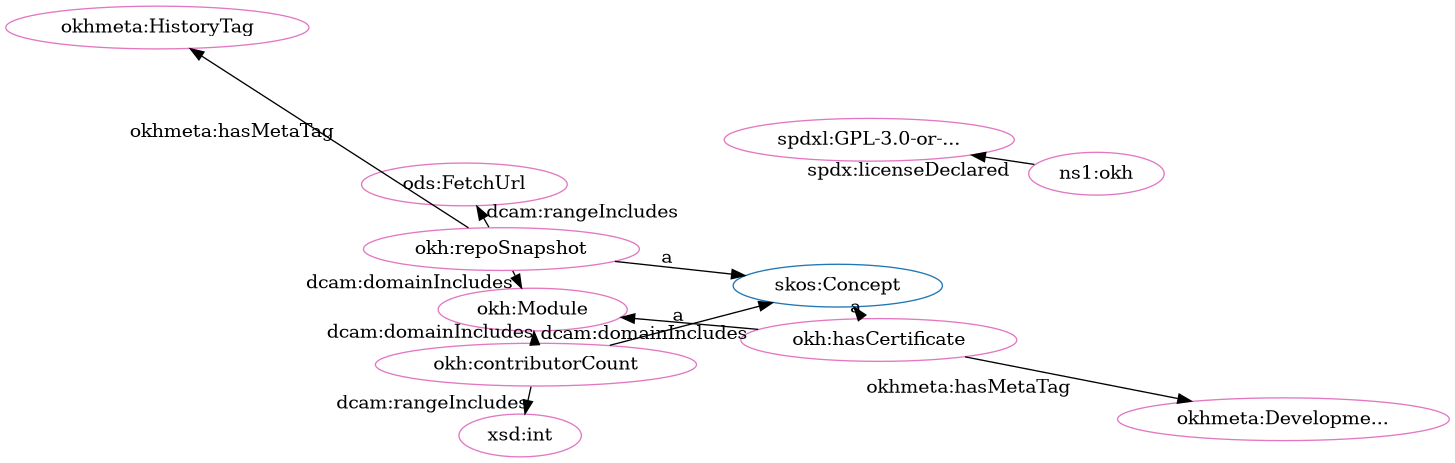 okhmeta:HistoryTag
okhmeta:hasMetaTag
spdxl:GPL-3.0-or-...
spdx:licenseDeclared
ns1:okh
ods:FetchUrl
dcam:rangeIncludes
okh:repoSnapshot
a
dcam:domainIncludes
skos:Concept
okh:Module
a
a
dcam:domainIncludes
dcam:domainIncludes
okh:hasCertificate
okh:contributorCount
okhmeta:hasMetaTag
dcam:rangeIncludes
okhmeta:Developme...
xsd:int